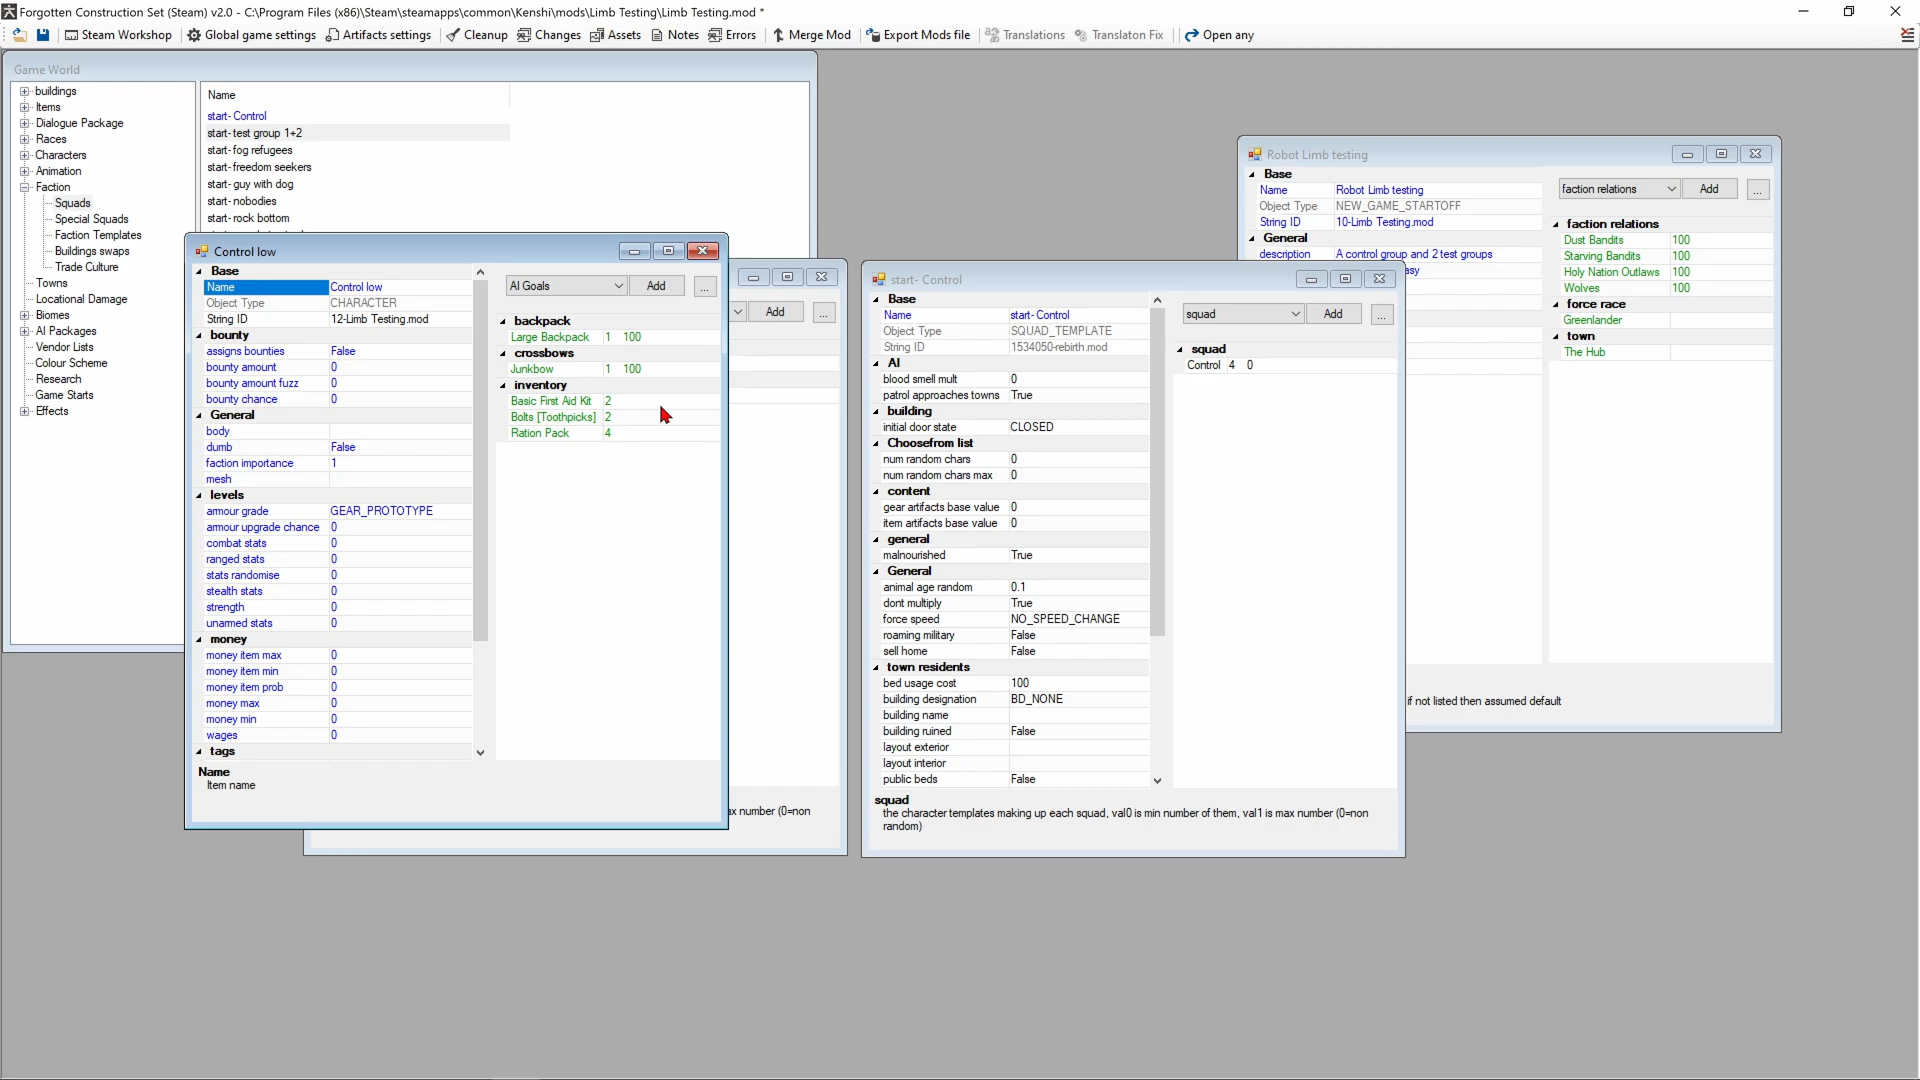 Forgotten Construction Set (Steam) v2.0 - C:\Program Files (x86)\Steam\steamapps\common\Kenshi\mods\Limb Testing\Limb Testing.mod *
Steam Workshop Global game settings Artifacts settings Cleanup Changes Assets Notes Errors Merge Mod Export Mods file Translations Translaton Fix Open any
Game World
buildings
Items
Dialogue Package
Races
Characters
Animation
Faction
Squads
Special Squads
Faction Templates
Buildings swaps
Trade Culture
Towns
Locational Damage
Biomes
AI Packages
Vendor Lists
Colour Scheme
Research
Game Starts
Effects
Name
start- Control
start- test group 1+2
start- fog refugees
start- freedom seekers
start- guy with dog
start- nobodies
start- rock bottom
Control low
Base
Name Control low
Object Type CHARACTER
String ID 12-Limb Testing.mod
bounty
assigns bounties False
bounty amount 0
bounty amount fuzz 0
bounty chance 0
General
body
dumb False
faction importance 1
mesh
levels
armour grade GEAR_PROTOTYPE
armour upgrade chance 0
combat stats 0
ranged stats 0
stats randomise 0
stealth stats 0
strength 0
unarmed stats 0
money
money item max 0
money item min 0
money item prob 0
money max 0
money min 0
wages 0
tags
Name
Item name
AI Goals Add ...
backpack
Large Backpack 1 100
crossbows
Junkbow 1 100
inventory
Basic First Aid Kit 2
Bolts [Toothpicks] 2
Ration Pack 4
Add ...
ax number (0=non
start- Control
Base
Name start- Control
Object Type SQUAD_TEMPLATE
String ID 1534050-rebirth.mod
AI
blood smell mult 0
patrol approaches towns True
building
initial door state CLOSED
Choosefrom list
num random chars 0
num random chars max 0
content
gear artifacts base value 0
item artifacts base value 0
general
malnourished True
General
animal age random 0.1
dont multiply True
force speed NO_SPEED_CHANGE
roaming military False
sell home False
town residents
bed usage cost 100
building designation BD_NONE
building name
building ruined False
layout exterior
layout interior
public beds False
squad
the character templates making up each squad, val0 is min number of them, val1 is max number (0=non
random)
squad Add ...
squad
Control 4 0
Robot Limb testing
Base
Name Robot Limb testing
Object Type NEW_GAME_STARTOFF
String ID 10-Limb Testing.mod
General
description A control group and 2 test groups
asy
faction relations Add ...
faction relations
Dust Bandits 100
Starving Bandits 100
Holy Nation Outlaws 100
Wolves 100
force race
Greenlander
town
The Hub
if not listed then assumed default